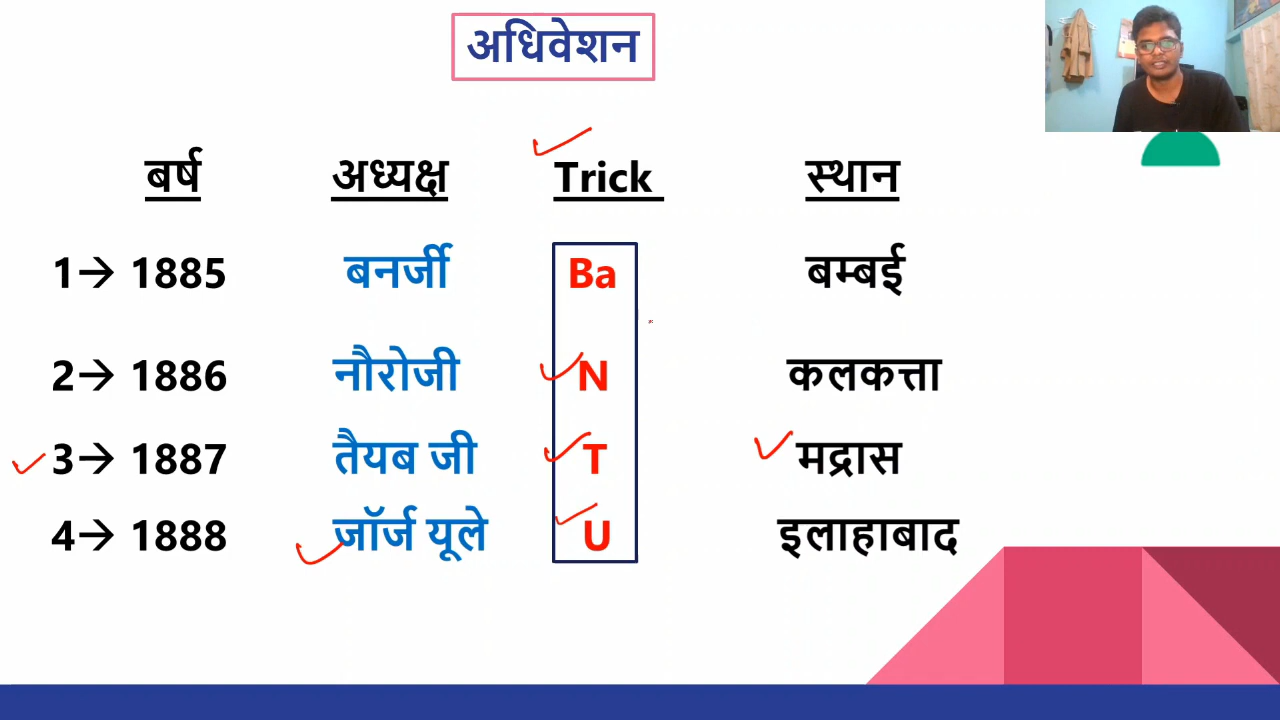 अधिवेशन
बर्ष अध्यक्ष Trick स्थान
1→ 1885 बनर्जी Ba बम्बई
2→ 1886 नौरोजी N कलकत्ता
3→ 1887 तैयब जी T मद्रास
4→ 1888 जॉर्ज यूले U इलाहाबाद